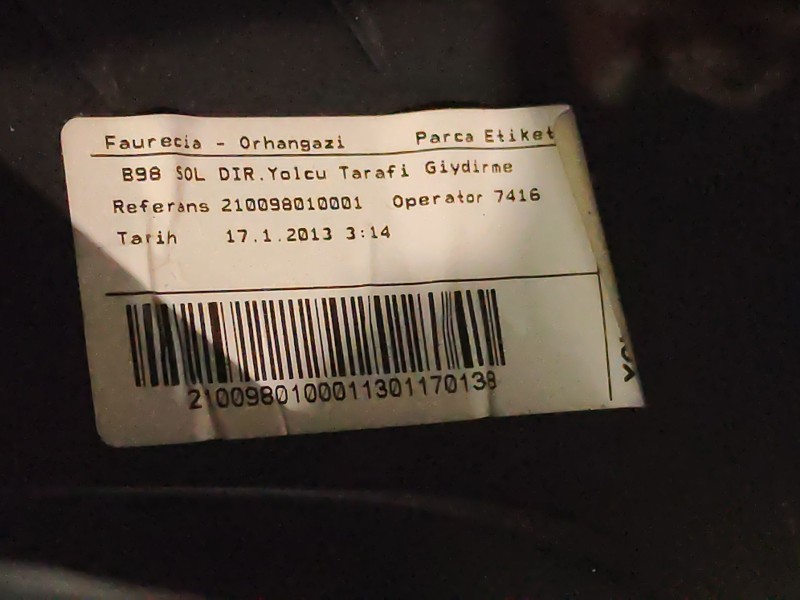 Faurecia - Orhangazi Parca Etiket
B98 SOL DIR.Yolcu Tarafi Giydirme
Referans 210098010001 Operator 7416
Tarih 17.1.2013 3:14
2100980100011301170138